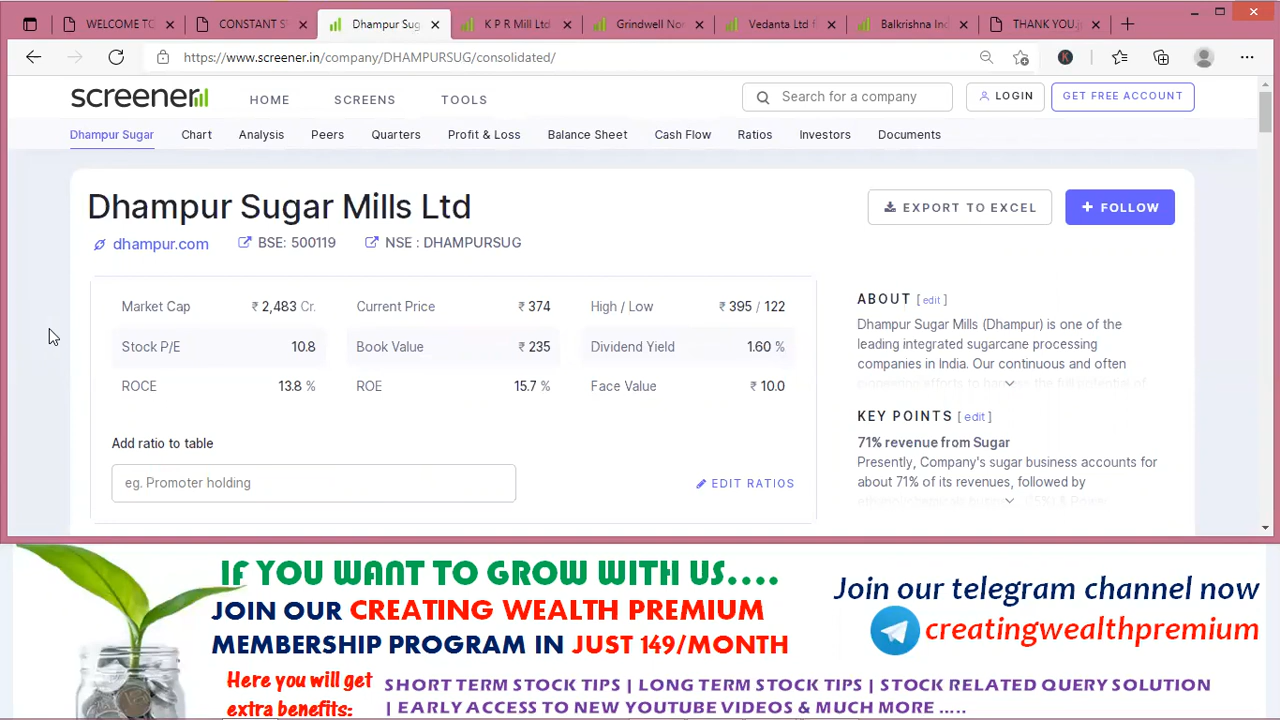 WELCOME TO
CONSTANT S
Dhampur Sug
K P R Mill Ltd
Grindwell No
Vedanta Ltd f
Balkrishna Ind
THANK YOU.j
https://www.screener.in/company/DHAMPURSUG/consolidated/
K
screener
HOME
SCREENS
TOOLS
Search for a company
LOGIN
GET FREE ACCOUNT
Dhampur Sugar
Chart
Analysis
Peers
Quarters
Profit & Loss
Balance Sheet
Cash Flow
Ratios
Investors
Documents
Dhampur Sugar Mills Ltd
EXPORT TO EXCEL
+ FOLLOW
dhampur.com
BSE: 500119
NSE : DHAMPURSUG
Market Cap ₹ 2,483 Cr.
Current Price ₹ 374
High / Low ₹ 395 / 122
Stock P/E 10.8
Book Value ₹ 235
Dividend Yield 1.60 %
ROCE 13.8 %
ROE 15.7 %
Face Value ₹ 10.0
Add ratio to table
eg. Promoter holding
EDIT RATIOS
ABOUT [ edit ]
Dhampur Sugar Mills (Dhampur) is one of the
leading integrated sugarcane processing
companies in India. Our continuous and often
pioneering efforts to harness the full potential of
KEY POINTS [ edit ]
71% revenue from Sugar
Presently, Company's sugar business accounts for
about 71% of its revenues, followed by
IF YOU WANT TO GROW WITH US....
JOIN OUR CREATING WEALTH PREMIUM
MEMBERSHIP PROGRAM IN JUST 149/MONTH
Here you will get
extra benefits:
SHORT TERM STOCK TIPS | LONG TERM STOCK TIPS | STOCK RELATED QUERY SOLUTION
| EARLY ACCESS TO NEW YOUTUBE VIDEOS & MUCH MORE .....
Join our telegram channel now
creatingwealthpremium